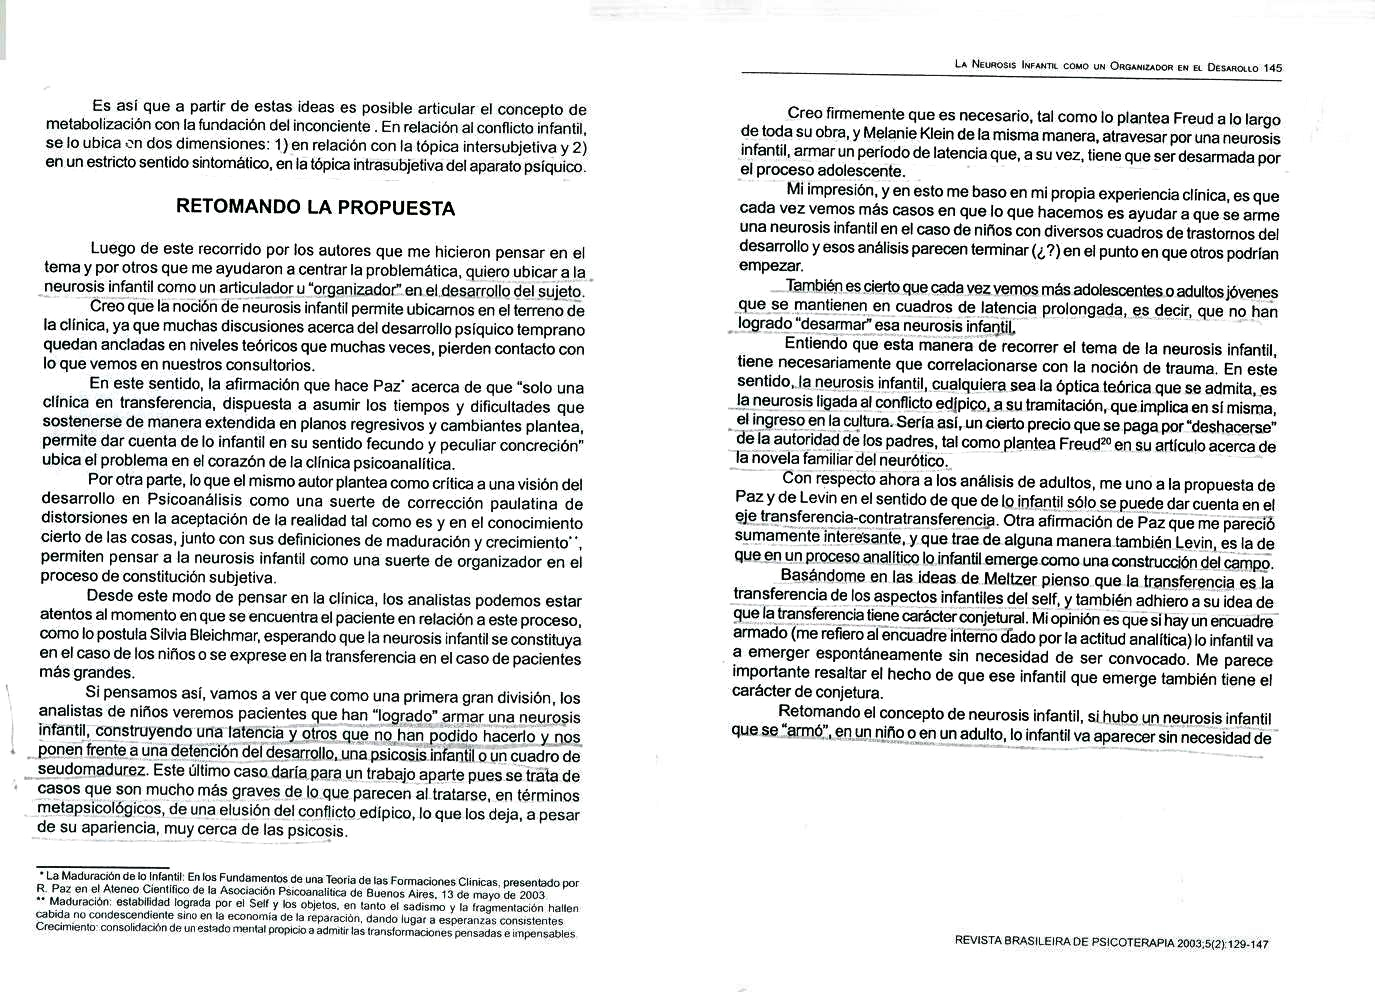 Es así que a partir de estas ideas es posible articular el concepto de
metabolización con la fundación del inconciente . En relación al conflicto infantil,
se lo ubica en dos dimensiones: 1) en relación con la tópica intersubjetiva y 2)
en un estricto sentido sintomático, en la tópica intrasubjetiva del aparato psíquico.
RETOMANDO LA PROPUESTA
Luego de este recorrido por los autores que me hicieron pensar en el
tema y por otros que me ayudaron a centrar la problemática, quiero ubicar a la
neurosis infantil como un articulador u “organizador” en el desarrollo del sujeto.
Creo que la noción de neurosis infantil permite ubicarnos en el terreno de
la clínica, ya que muchas discusiones acerca del desarrollo psíquico temprano
quedan ancladas en niveles teóricos que muchas veces, pierden contacto con
lo que vemos en nuestros consultorios.
En este sentido, la afirmación que hace Paz* acerca de que “solo una
clínica en transferencia, dispuesta a asumir los tiempos y dificultades que
sostenerse de manera extendida en planos regresivos y cambiantes plantea,
permite dar cuenta de lo infantil en su sentido fecundo y peculiar concreción”
ubica el problema en el corazón de la clínica psicoanalítica.
Por otra parte, lo que el mismo autor plantea como crítica a una visión del
desarrollo en Psicoanálisis como una suerte de corrección paulatina de
distorsiones en la aceptación de la realidad tal como es y en el conocimiento
cierto de las cosas, junto con sus definiciones de maduración y crecimiento**,
permiten pensar a la neurosis infantil como una suerte de organizador en el
proceso de constitución subjetiva.
Desde este modo de pensar en la clínica, los analistas podemos estar
atentos al momento en que se encuentra el paciente en relación a este proceso,
como lo postula Silvia Bleichmar, esperando que la neurosis infantil se constituya
en el caso de los niños o se exprese en la transferencia en el caso de pacientes
más grandes.
Si pensamos así, vamos a ver que como una primera gran división, los
analistas de niños veremos pacientes que han “logrado” armar una neurosis
infantil, construyendo una latencia y otros que no han podido hacerlo y nos
ponen frente a una detención del desarrollo, una psicosis infantil o un cuadro de
seudomadurez. Este último caso daría para un trabajo aparte pues se trata de
casos que son mucho más graves de lo que parecen al tratarse, en términos
metapsicológicos, de una elusión del conflicto edípico, lo que los deja, a pesar
de su apariencia, muy cerca de las psicosis.
* La Maduración de lo Infantil: En los Fundamentos de una Teoría de las Formaciones Clínicas, presentado por
R. Paz en el Ateneo Científico de la Asociación Psicoanalítica de Buenos Aires, 13 de mayo de 2003.
** Maduración: estabilidad lograda por el Self y los objetos, en tanto el sadismo y la fragmentación hallen
cabida no condescendiente sino en la economía de la reparación, dando lugar a esperanzas consistentes.
Crecimiento: consolidación de un estado mental propicio a admitir las transformaciones pensadas e impensables.
LA NEUROSIS INFANTIL COMO UN ORGANIZADOR EN EL DESAROLLO 145
Creo firmemente que es necesario, tal como lo plantea Freud a lo largo
de toda su obra, y Melanie Klein de la misma manera, atravesar por una neurosis
infantil, armar un período de latencia que, a su vez, tiene que ser desarmada por
el proceso adolescente.
Mi impresión, y en esto me baso en mi propia experiencia clínica, es que
cada vez vemos más casos en que lo que hacemos es ayudar a que se arme
una neurosis infantil en el caso de niños con diversos cuadros de trastornos del
desarrollo y esos análisis parecen terminar (¿?) en el punto en que otros podrían
empezar.
También es cierto que cada vez vemos más adolescentes o adultos jóvenes
que se mantienen en cuadros de latencia prolongada, es decir, que no han
logrado “desarmar” esa neurosis infantil.
Entiendo que esta manera de recorrer el tema de la neurosis infantil,
tiene necesariamente que correlacionarse con la noción de trauma. En este
sentido, la neurosis infantil, cualquiera sea la óptica teórica que se admita, es
la neurosis ligada al conflicto edípico, a su tramitación, que implica en sí misma,
el ingreso en la cultura. Sería así, un cierto precio que se paga por “deshacerse”
de la autoridad de los padres, tal como plantea Freud²⁰ en su artículo acerca de
la novela familiar del neurótico.
Con respecto ahora a los análisis de adultos, me uno a la propuesta de
Paz y de Levin en el sentido de que de lo infantil sólo se puede dar cuenta en el
eje transferencia-contratransferencia. Otra afirmación de Paz que me pareció
sumamente interesante, y que trae de alguna manera también Levin, es la de
que en un proceso analítico lo infantil emerge como una construcción del campo.
Basándome en las ideas de Meltzer pienso que la transferencia es la
transferencia de los aspectos infantiles del self, y también adhiero a su idea de
que la transferencia tiene carácter conjetural. Mi opinión es que si hay un encuadre
armado (me refiero al encuadre interno dado por la actitud analítica) lo infantil va
a emerger espontáneamente sin necesidad de ser convocado. Me parece
importante resaltar el hecho de que ese infantil que emerge también tiene el
carácter de conjetura.
Retomando el concepto de neurosis infantil, si hubo un neurosis infantil
que se “armó”, en un niño o en un adulto, lo infantil va aparecer sin necesidad de
REVISTA BRASILEIRA DE PSICOTERAPIA 2003;5(2):129-147